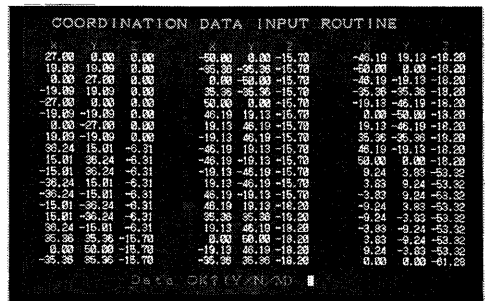 COORDINATION DATA INPUT ROUTINE
X Y Z X Y Z X Y Z
27.00 0.00 0.00 -50.00 0.00 -15.70 -46.19 19.13 -18.20
19.09 19.09 0.00 -35.36 -35.36 -15.70 -50.00 0.00 -18.20
0.00 27.00 0.00 0.00 -50.00 -15.70 -46.19 -19.13 -18.20
-19.09 19.09 0.00 35.36 -35.36 -15.70 -35.36 -35.36 -18.20
-27.00 0.00 0.00 50.00 0.00 -15.70 -19.13 -46.19 -18.20
-19.09 -19.09 0.00 46.19 19.13 -15.70 0.00 -50.00 -18.20
0.00 -27.00 0.00 19.13 46.19 -15.70 19.13 -46.19 -18.20
19.09 -19.09 0.00 -19.13 46.19 -15.70 35.36 -35.36 -18.20
36.24 15.01 -6.31 -46.19 19.13 -15.70 46.19 -19.13 -18.20
15.01 36.24 -6.31 -46.19 -19.13 -15.70 50.00 0.00 -18.20
-15.01 36.24 -6.31 -19.13 -46.19 -15.70 9.24 3.83 -53.32
-36.24 15.01 -6.31 19.13 -46.19 -15.70 3.83 9.24 -53.32
-36.24 -15.01 -6.31 46.19 -19.13 -15.70 -3.83 9.24 -53.32
-15.01 -36.24 -6.31 46.19 19.13 -18.20 -9.24 3.83 -53.32
15.01 -36.24 -6.31 35.36 35.36 -18.20 -9.24 -3.83 -53.32
36.24 -15.01 -6.31 19.13 46.19 -18.20 -3.83 -9.24 -53.32
35.36 35.36 -15.70 0.00 50.00 -18.20 3.83 -9.24 -53.32
0.00 50.00 -15.70 -19.13 46.19 -18.20 9.24 -3.83 -53.32
-35.36 35.36 -15.70 -35.36 35.36 -18.20 0.00 0.00 -61.28
Data OK?(Y/N/M)